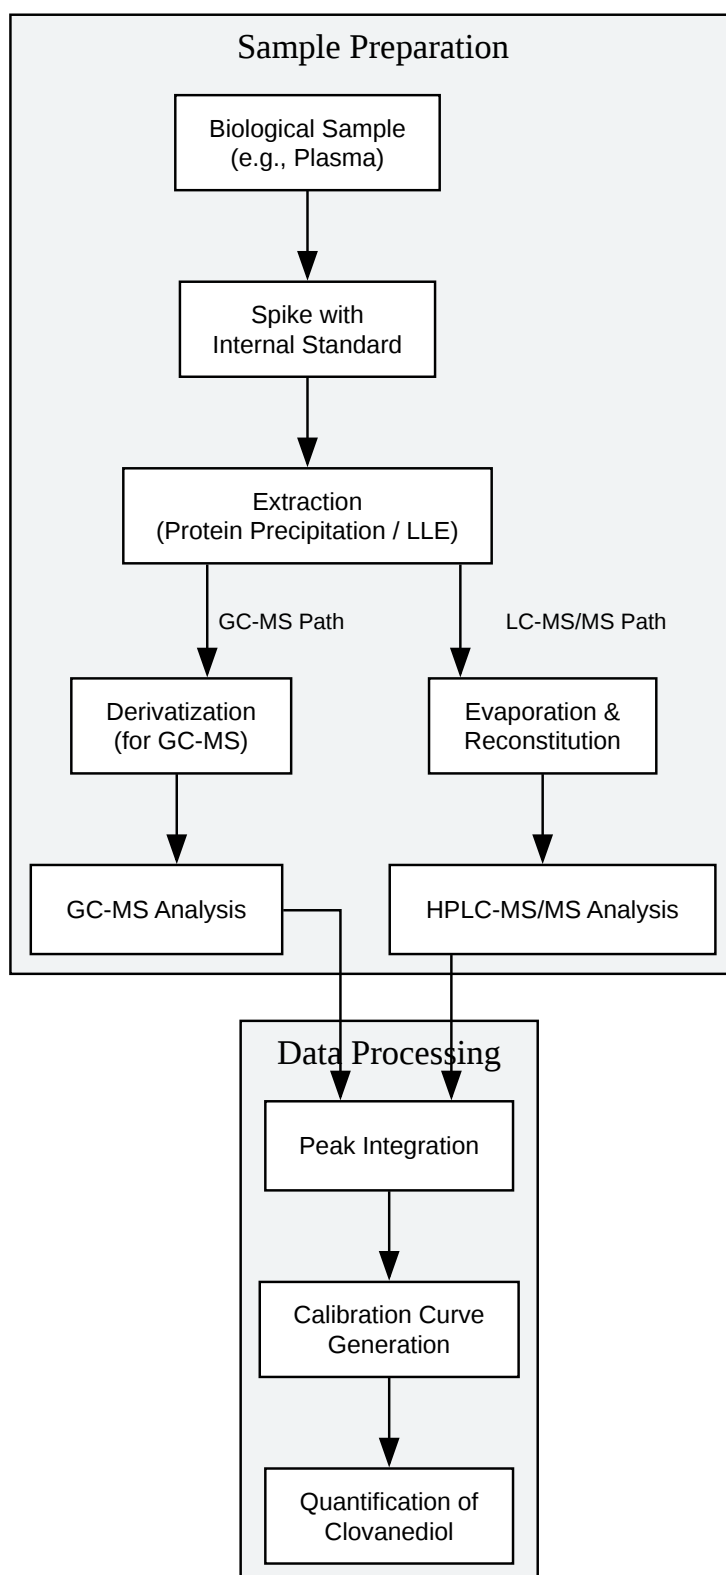 Sample Preparation
Biological Sample
(e.g., Plasma)
Spike with
Internal Standard
Extraction
(Protein Precipitation / LLE)
GC-MS Path
LC-MS/MS Path
Derivatization
(for GC-MS)
Evaporation &
Reconstitution
GC-MS Analysis
HPLC-MS/MS Analysis
Data Processing
Peak Integration
Calibration Curve
Generation
Quantification of
Clovanediol